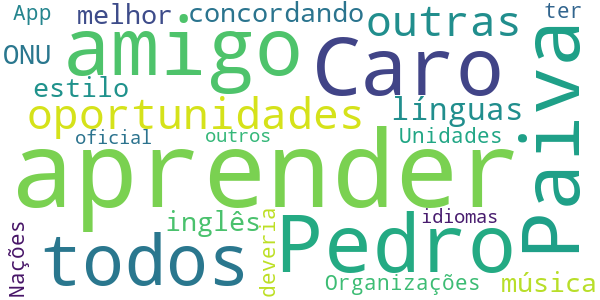 App
melhor
concordando
ter
ONU
amigo
outras
Caro
Paiva
estilo
oportunidades
línguas
oficial
outros
Unidades
aprender
Nações
todos
inglês
deveria
Pedro
idiomas
Organizações
música